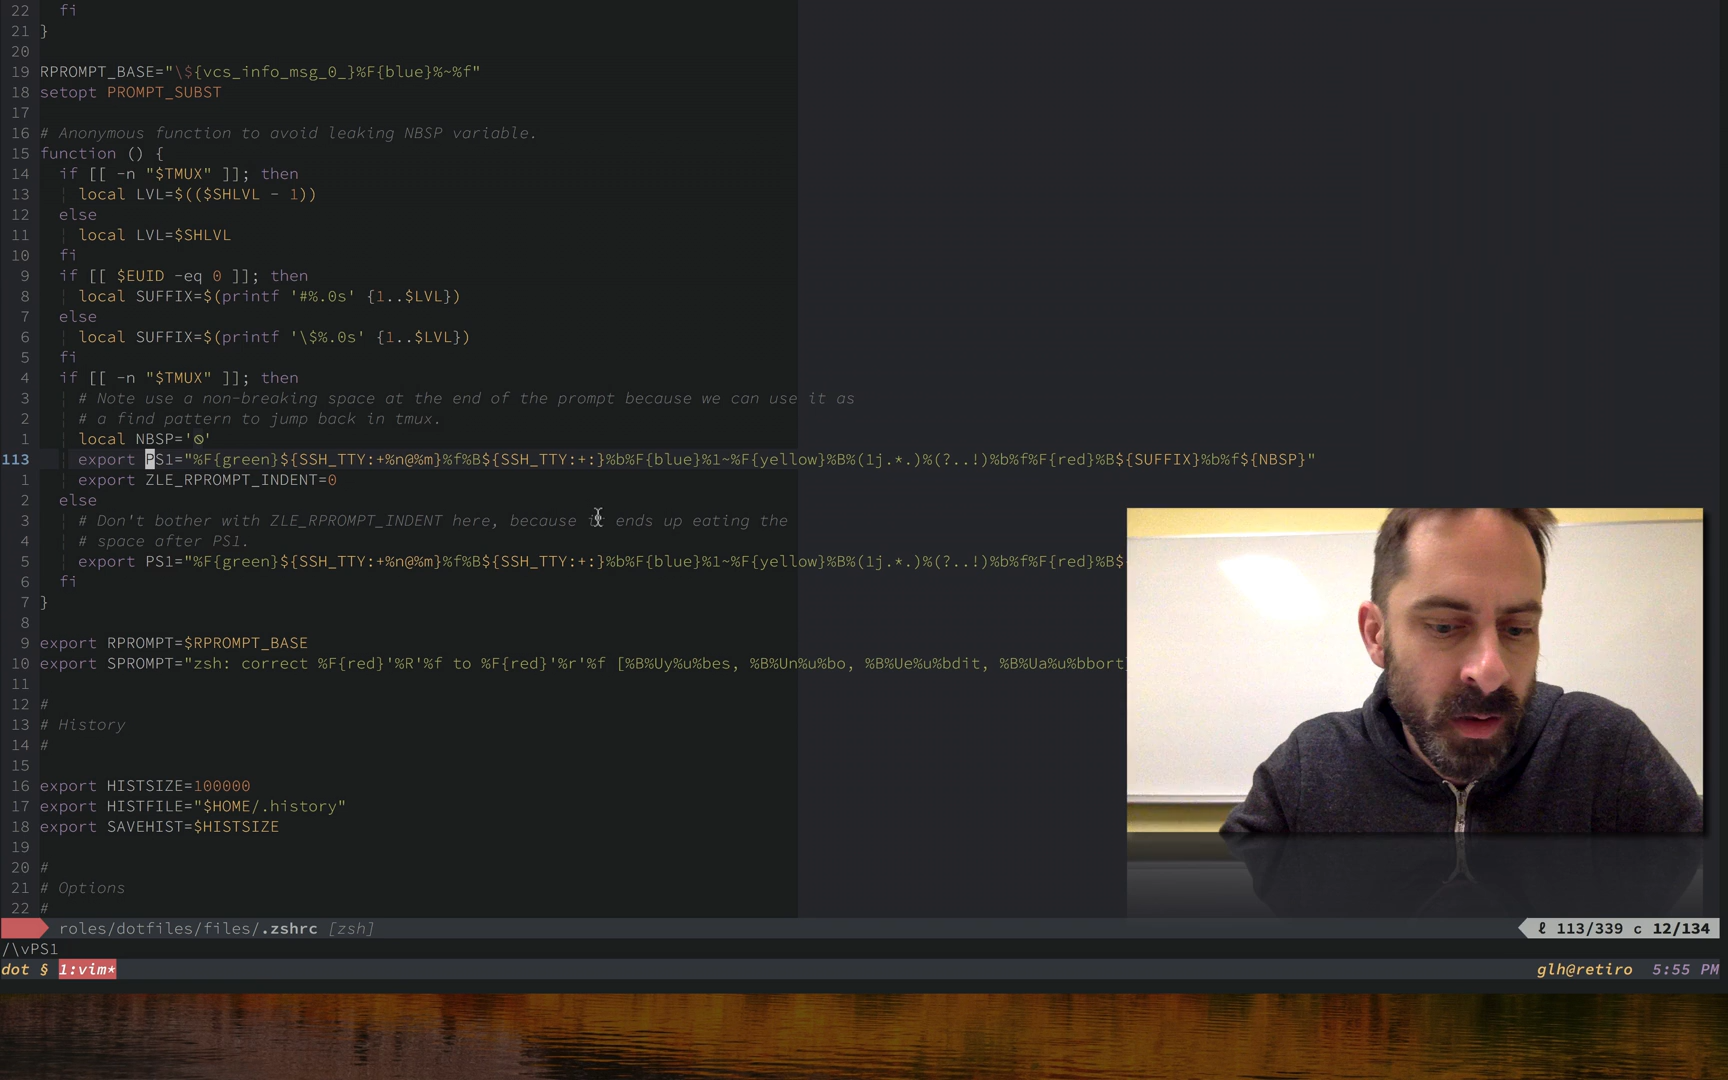 22 fi
21 }
20
19 RPROMPT_BASE="\${vcs_info_msg_0_}%F{blue}%~%f"
18 setopt PROMPT_SUBST
17
16 # Anonymous function to avoid leaking NBSP variable.
15 function () {
14 if [[ -n "$TMUX" ]]; then
13 local LVL=$(($SHLVL - 1))
12 else
11 local LVL=$SHLVL
10 fi
9 if [[ $EUID -eq 0 ]]; then
8 local SUFFIX=$(printf '#%.0s' {1..$LVL})
7 else
6 local SUFFIX=$(printf '\$%.0s' {1..$LVL})
5 fi
4 if [[ -n "$TMUX" ]]; then
3 # Note use a non-breaking space at the end of the prompt because we can use it as
2 # a find pattern to jump back in tmux.
1 local NBSP='⦸'
113 export PS1="%F{green}${SSH_TTY:+%n@%m}%f%B${SSH_TTY:+:}%b%F{blue}%1~%F{yellow}%B%(1j.*.)%(?..!)%b%f%F{red}%B${SUFFIX}%b%f${NBSP}"
1 export ZLE_RPROMPT_INDENT=0
2 else
3 # Don't bother with ZLE_RPROMPT_INDENT here, because it ends up eating the
4 # space after PS1.
5 export PS1="%F{green}${SSH_TTY:+%n@%m}%f%B${SSH_TTY:+:}%b%F{blue}%1~%F{yellow}%B%(1j.*.)%(?..!)%b%f%F{red}%B$
6 fi
7 }
8
9 export RPROMPT=$RPROMPT_BASE
10 export SPROMPT="zsh: correct %F{red}'%R'%f to %F{red}'%r'%f [%B%Uy%u%bes, %B%Un%u%bo, %B%Ue%u%bdit, %B%Ua%u%bbort
11
12 #
13 # History
14 #
15
16 export HISTSIZE=100000
17 export HISTFILE="$HOME/.history"
18 export SAVEHIST=$HISTSIZE
19
20 #
21 # Options
22 #
roles/dotfiles/files/.zshrc [zsh] ℓ 113/339 c 12/134
/\vPS1
dot § 1:vim* glh@retiro 5:55 PM